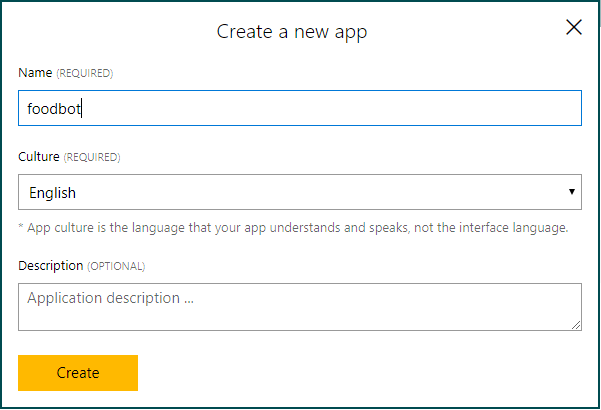 Create a new app
Name (REQUIRED)
foodbot
Culture (REQUIRED)
English
* App culture is the language that your app understands and speaks, not the interface language.
Description (OPTIONAL)
Application description ...
Create